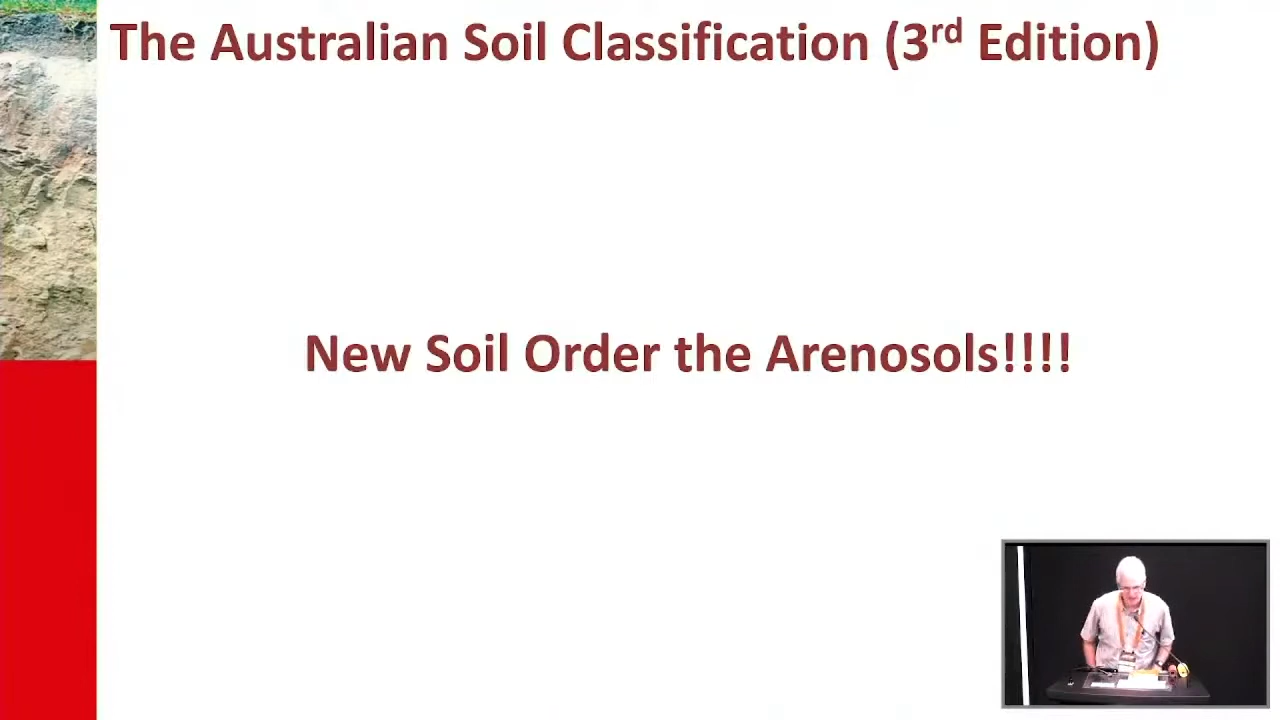 The Australian Soil Classification (3rd Edition)
New Soil Order the Arenosols!!!!